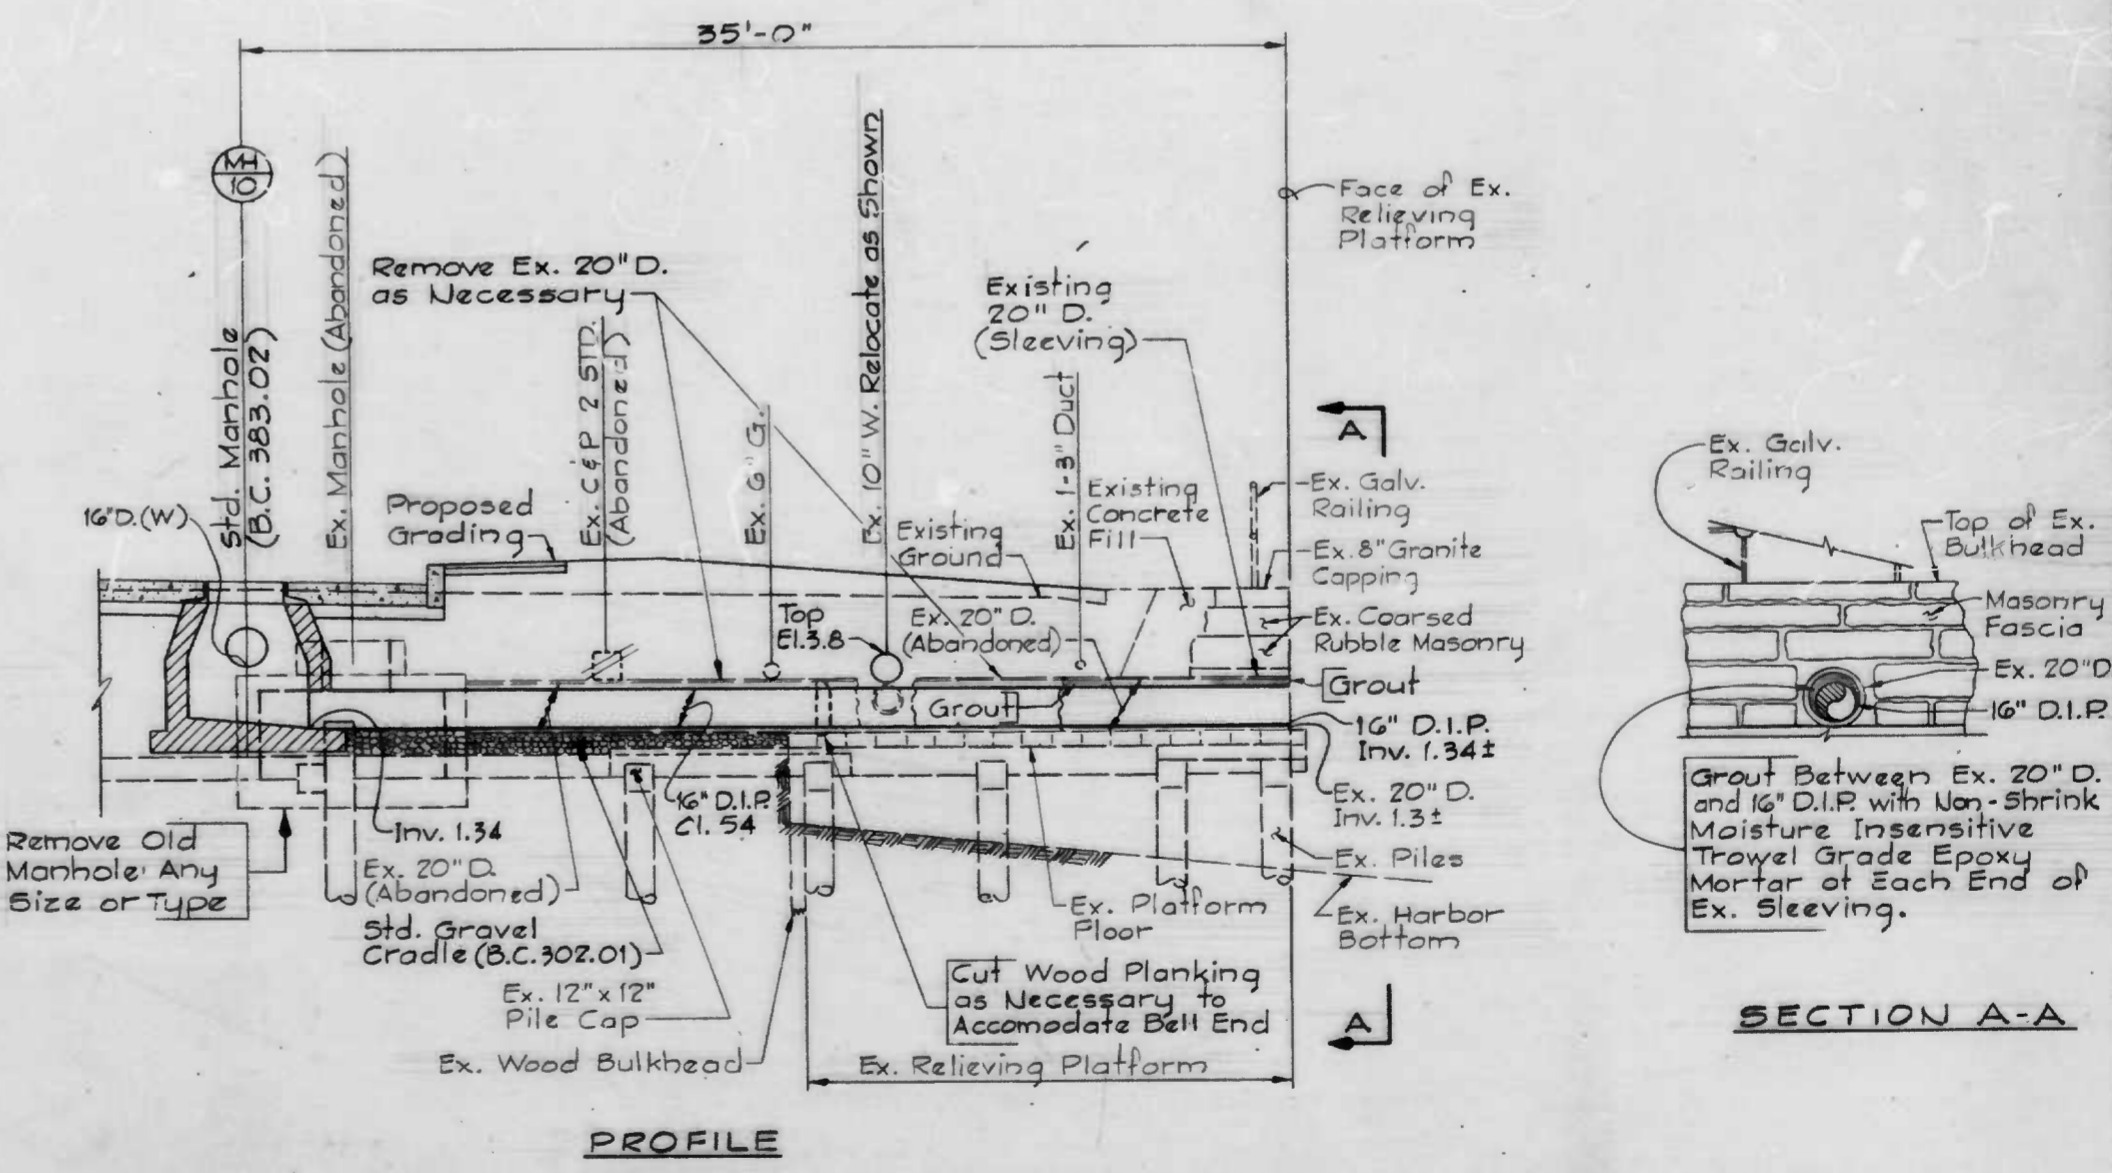 35'-0"
MH
10
Std. Manhole
(B.C. 383.02)
Ex. Manhole (Abandoned)
Remove Ex. 20" D.
as Necessary
Ex. C&P 2 STD.
(Abandoned)
Ex. 6" G.
Ex. 10" W. Relocate as Shown
Existing
20" D.
(Sleeving)
Ex. 1-3" Duct
Face of Ex.
Relieving
Platform
A
16"D.(W)
Proposed
Grading
Existing
Ground
Existing
Concrete
Fill
Ex. Galv.
Railing
Ex. 8" Granite
Capping
Top
El. 3.8
Ex. 20" D.
(Abandoned)
Ex. Coarsed
Rubble Masonry
Grout
Grout
16" D.I.P.
Inv. 1.34±
Ex. 20" D.
Inv. 1.3±
Remove Old
Manhole Any
Size or Type
Inv. 1.34
16" D.I.P.
Cl. 54
Ex. 20" D.
(Abandoned)
Std. Gravel
Cradle (B.C. 302.01)
Ex. 12" x 12"
Pile Cap
Ex. Wood Bulkhead
Ex. Piles
Ex. Platform
Floor
Ex. Harbor
Bottom
Cut Wood Planking
as Necessary to
Accomodate Bell End
A
Ex. Relieving Platform
PROFILE
Ex. Galv.
Railing
Top of Ex.
Bulkhead
Masonry
Fascia
Ex. 20" D
16" D.I.P.
Grout Between Ex. 20" D.
and 16" D.I.P. with Non-Shrink
Moisture Insensitive
Trowel Grade Epoxy
Mortar at Each End of
Ex. Sleeving.
SECTION A-A